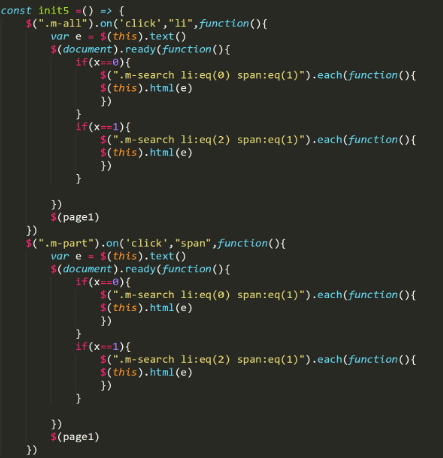 const init5 =() => {
    $(".m-all").on('click',"li",function(){
        var e = $(this).text()
        $(document).ready(function(){
            if(x==0){
                $(".m-search li:eq(0) span:eq(1)").each(function(){
                $(this).html(e)
                })
            }
            if(x==1){
                $(".m-search li:eq(2) span:eq(1)").each(function(){
                $(this).html(e)
                })
            }

        })
        $(page1)
    })
    $(".m-part").on('click',"span",function(){
        var e = $(this).text()
        $(document).ready(function(){
            if(x==0){
                $(".m-search li:eq(0) span:eq(1)").each(function(){
                $(this).html(e)
                })
            }
            if(x==1){
                $(".m-search li:eq(2) span:eq(1)").each(function(){
                $(this).html(e)
                })
            }

        })
        $(page1)
    })